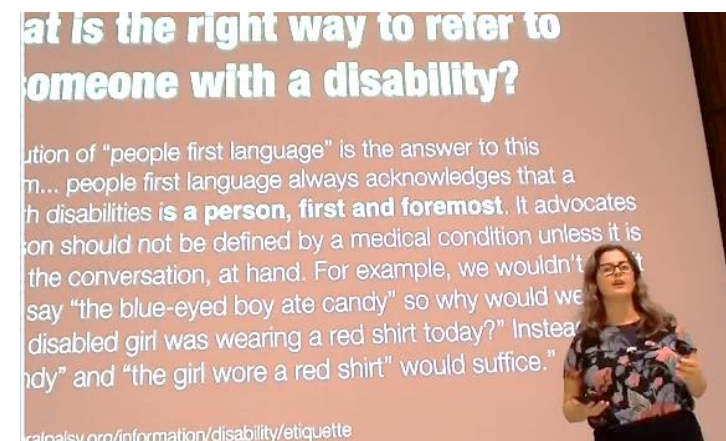 at is the right way to refer to
omeone with a disability?
ution of “people first language” is the answer to this
m... people first language always acknowledges that a
h disabilities is a person, first and foremost. It advocates
on should not be defined by a medical condition unless it is
the conversation, at hand. For example, we wouldn't
say “the blue-eyed boy ate candy” so why would we
disabled girl was wearing a red shirt today?” Instea
ndy” and “the girl wore a red shirt" would suffice.”
ralpalsy.org/information/disability/etiquette